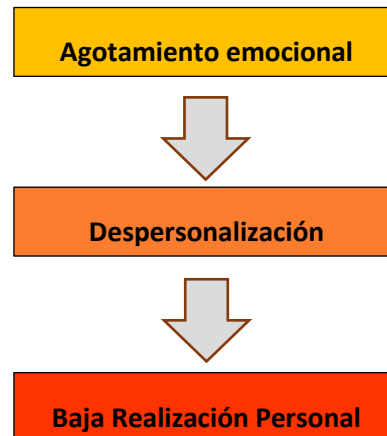 Agotamiento emocional
Despersonalización
Baja Realización Personal